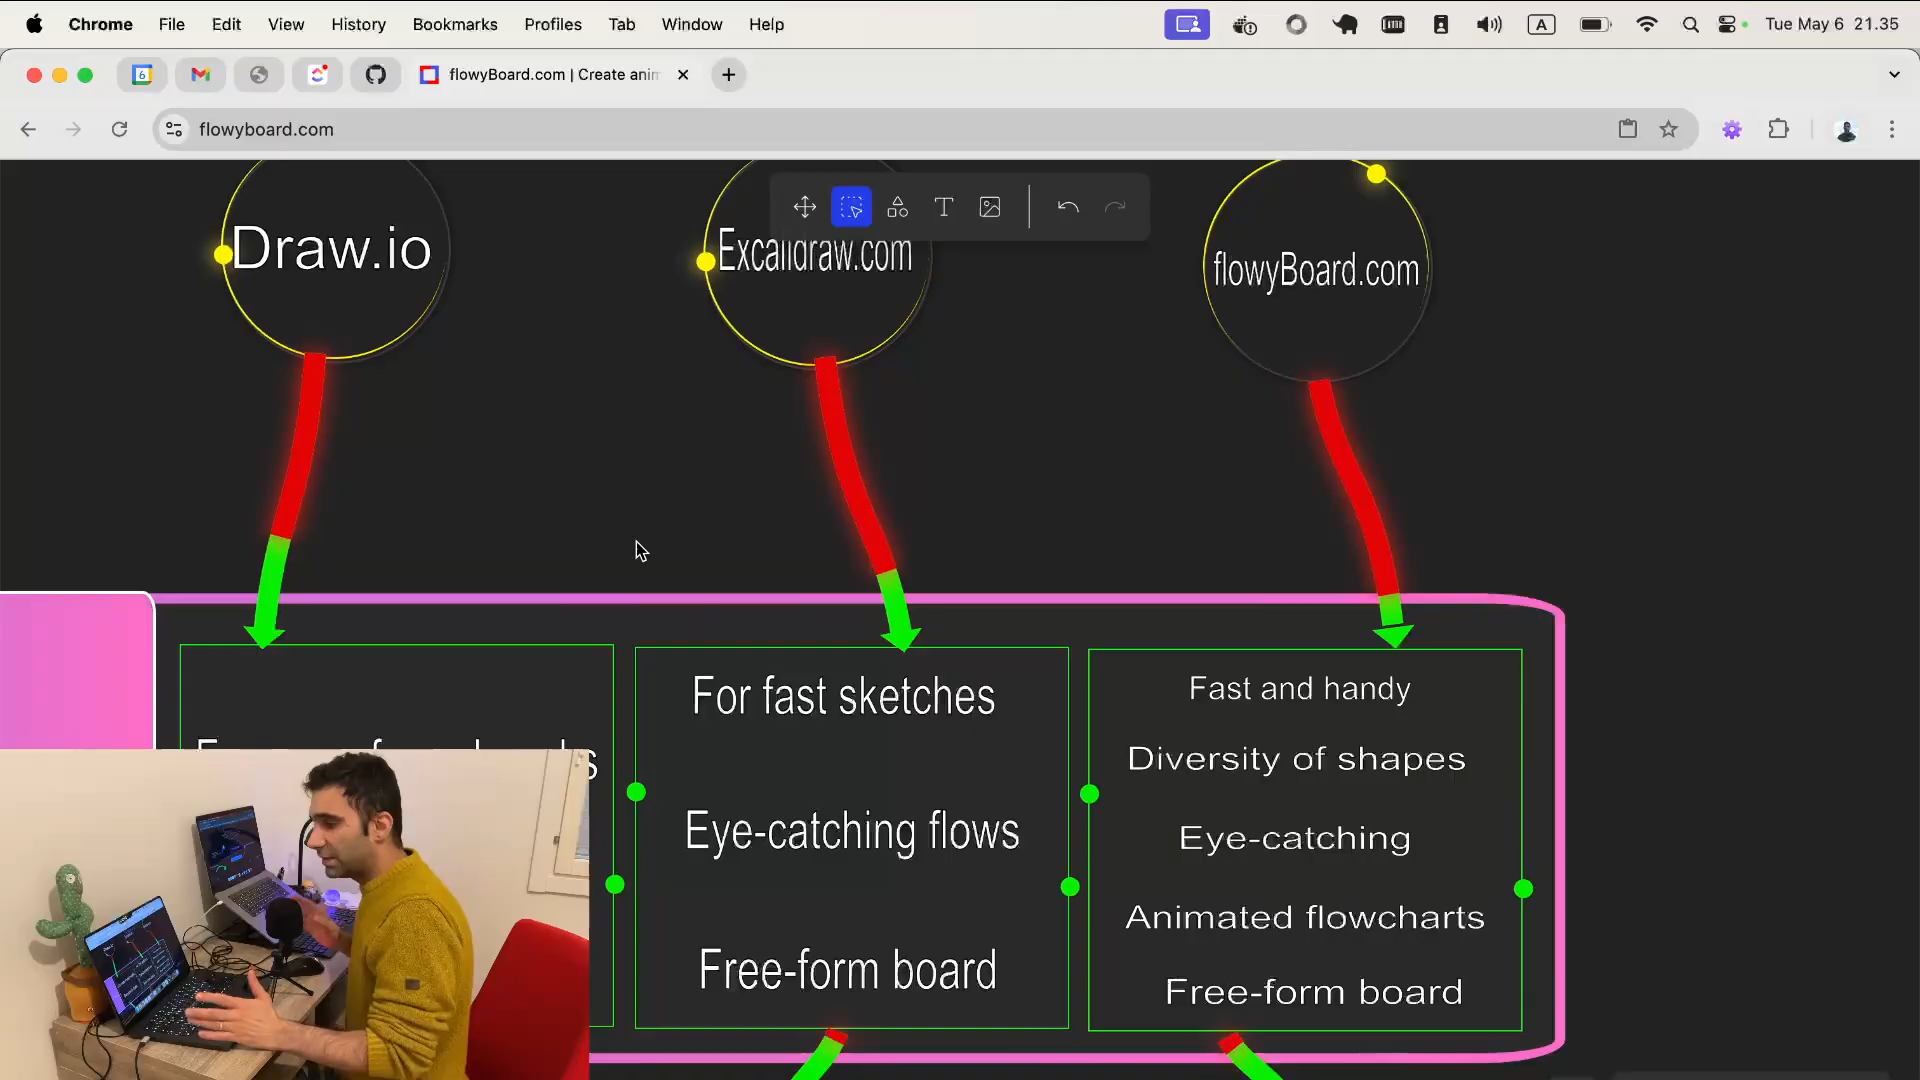 Chrome File Edit View History Bookmarks Profiles Tab Window Help
A
Tue May 6 21.35
6
flowyBoard.com | Create anim
flowyboard.com
Draw.io
Excalidraw.com
flowyBoard.com
For fast sketches
Eye-catching flows
Free-form board
Fast and handy
Diversity of shapes
Eye-catching
Animated flowcharts
Free-form board